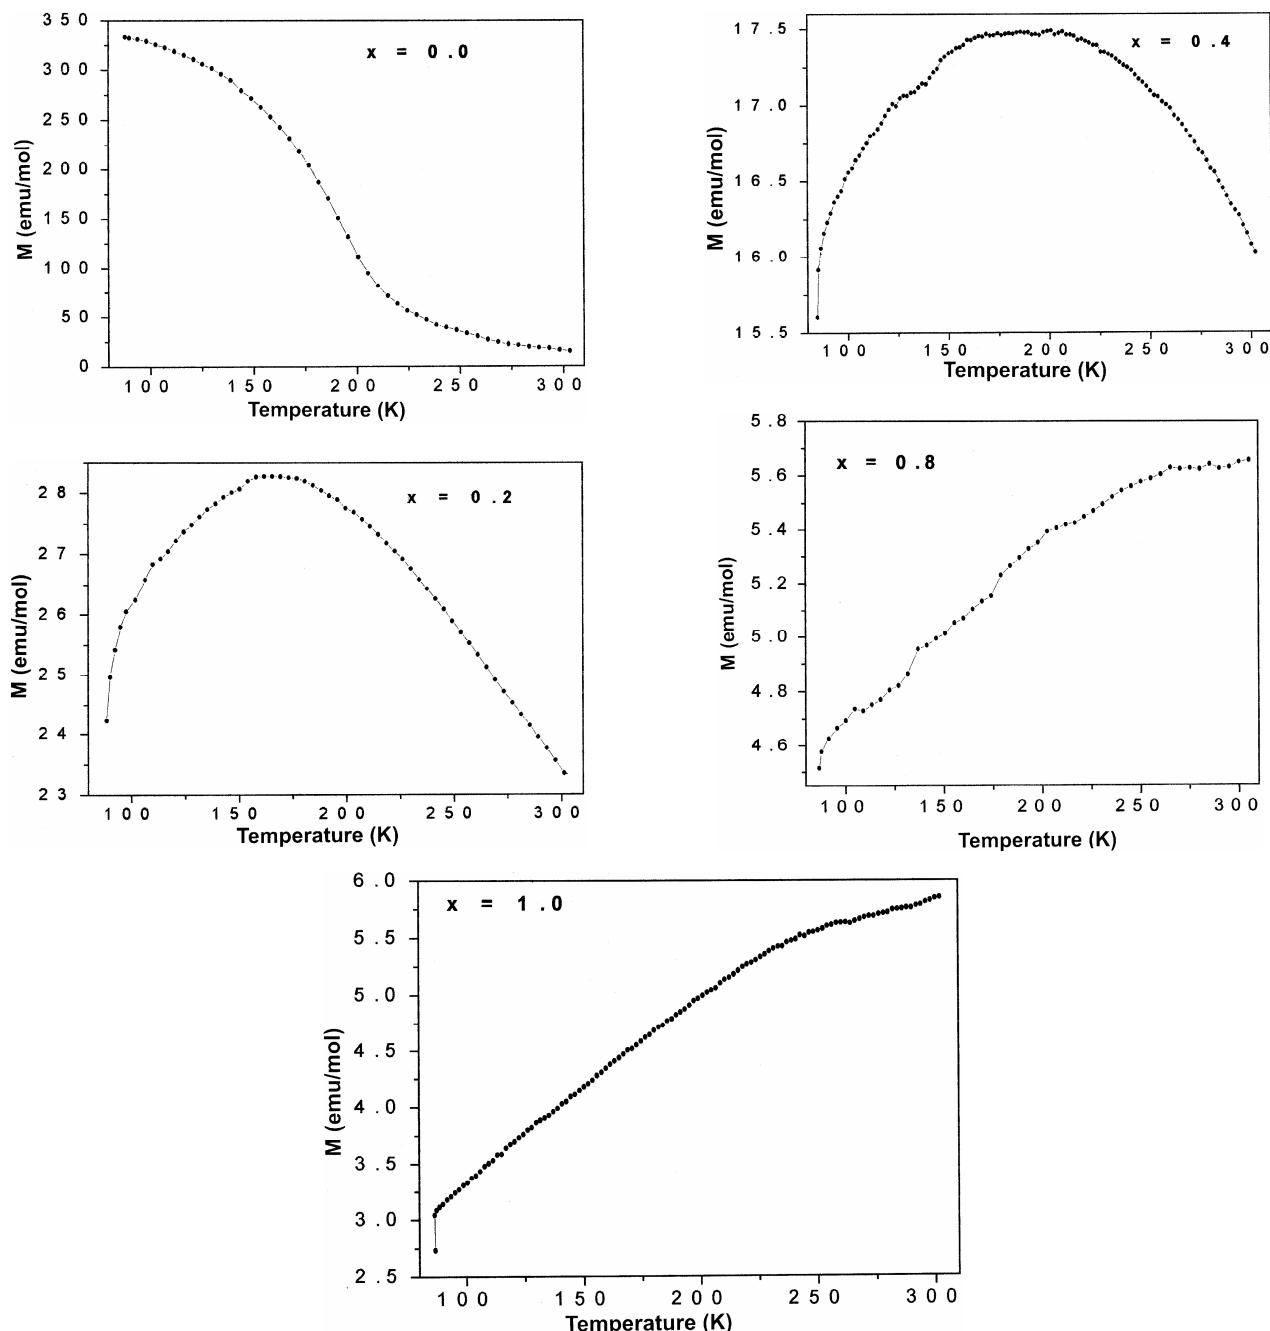 x = 0.0
M (emu/mol)
350
300
250
200
150
100
50
0
100 150 200 250 300
Temperature (K)
x = 0.4
M (emu/mol)
17.5
17.0
16.5
16.0
15.5
100 150 200 250 300
Temperature (K)
x = 0.2
M (emu/mol)
28
27
26
25
24
23
100 150 200 250 300
Temperature (K)
x = 0.8
M (emu/mol)
5.8
5.6
5.4
5.2
5.0
4.8
4.6
100 150 200 250 300
Temperature (K)
x = 1.0
M (emu/mol)
6.0
5.5
5.0
4.5
4.0
3.5
3.0
2.5
100 150 200 250 300
Temperature (K)